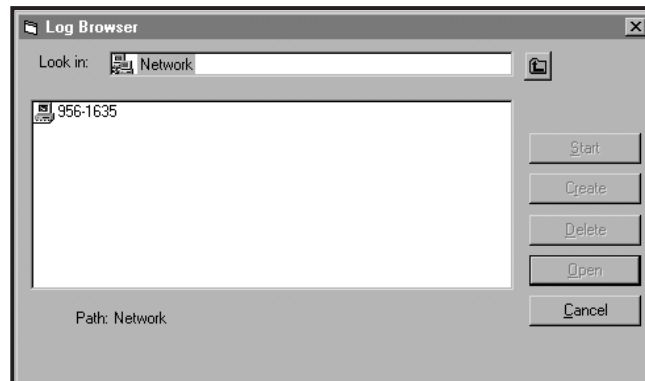 Log Browser
Look in: Network
956-1635
Start
Create
Delete
Open
Cancel
Path: Network